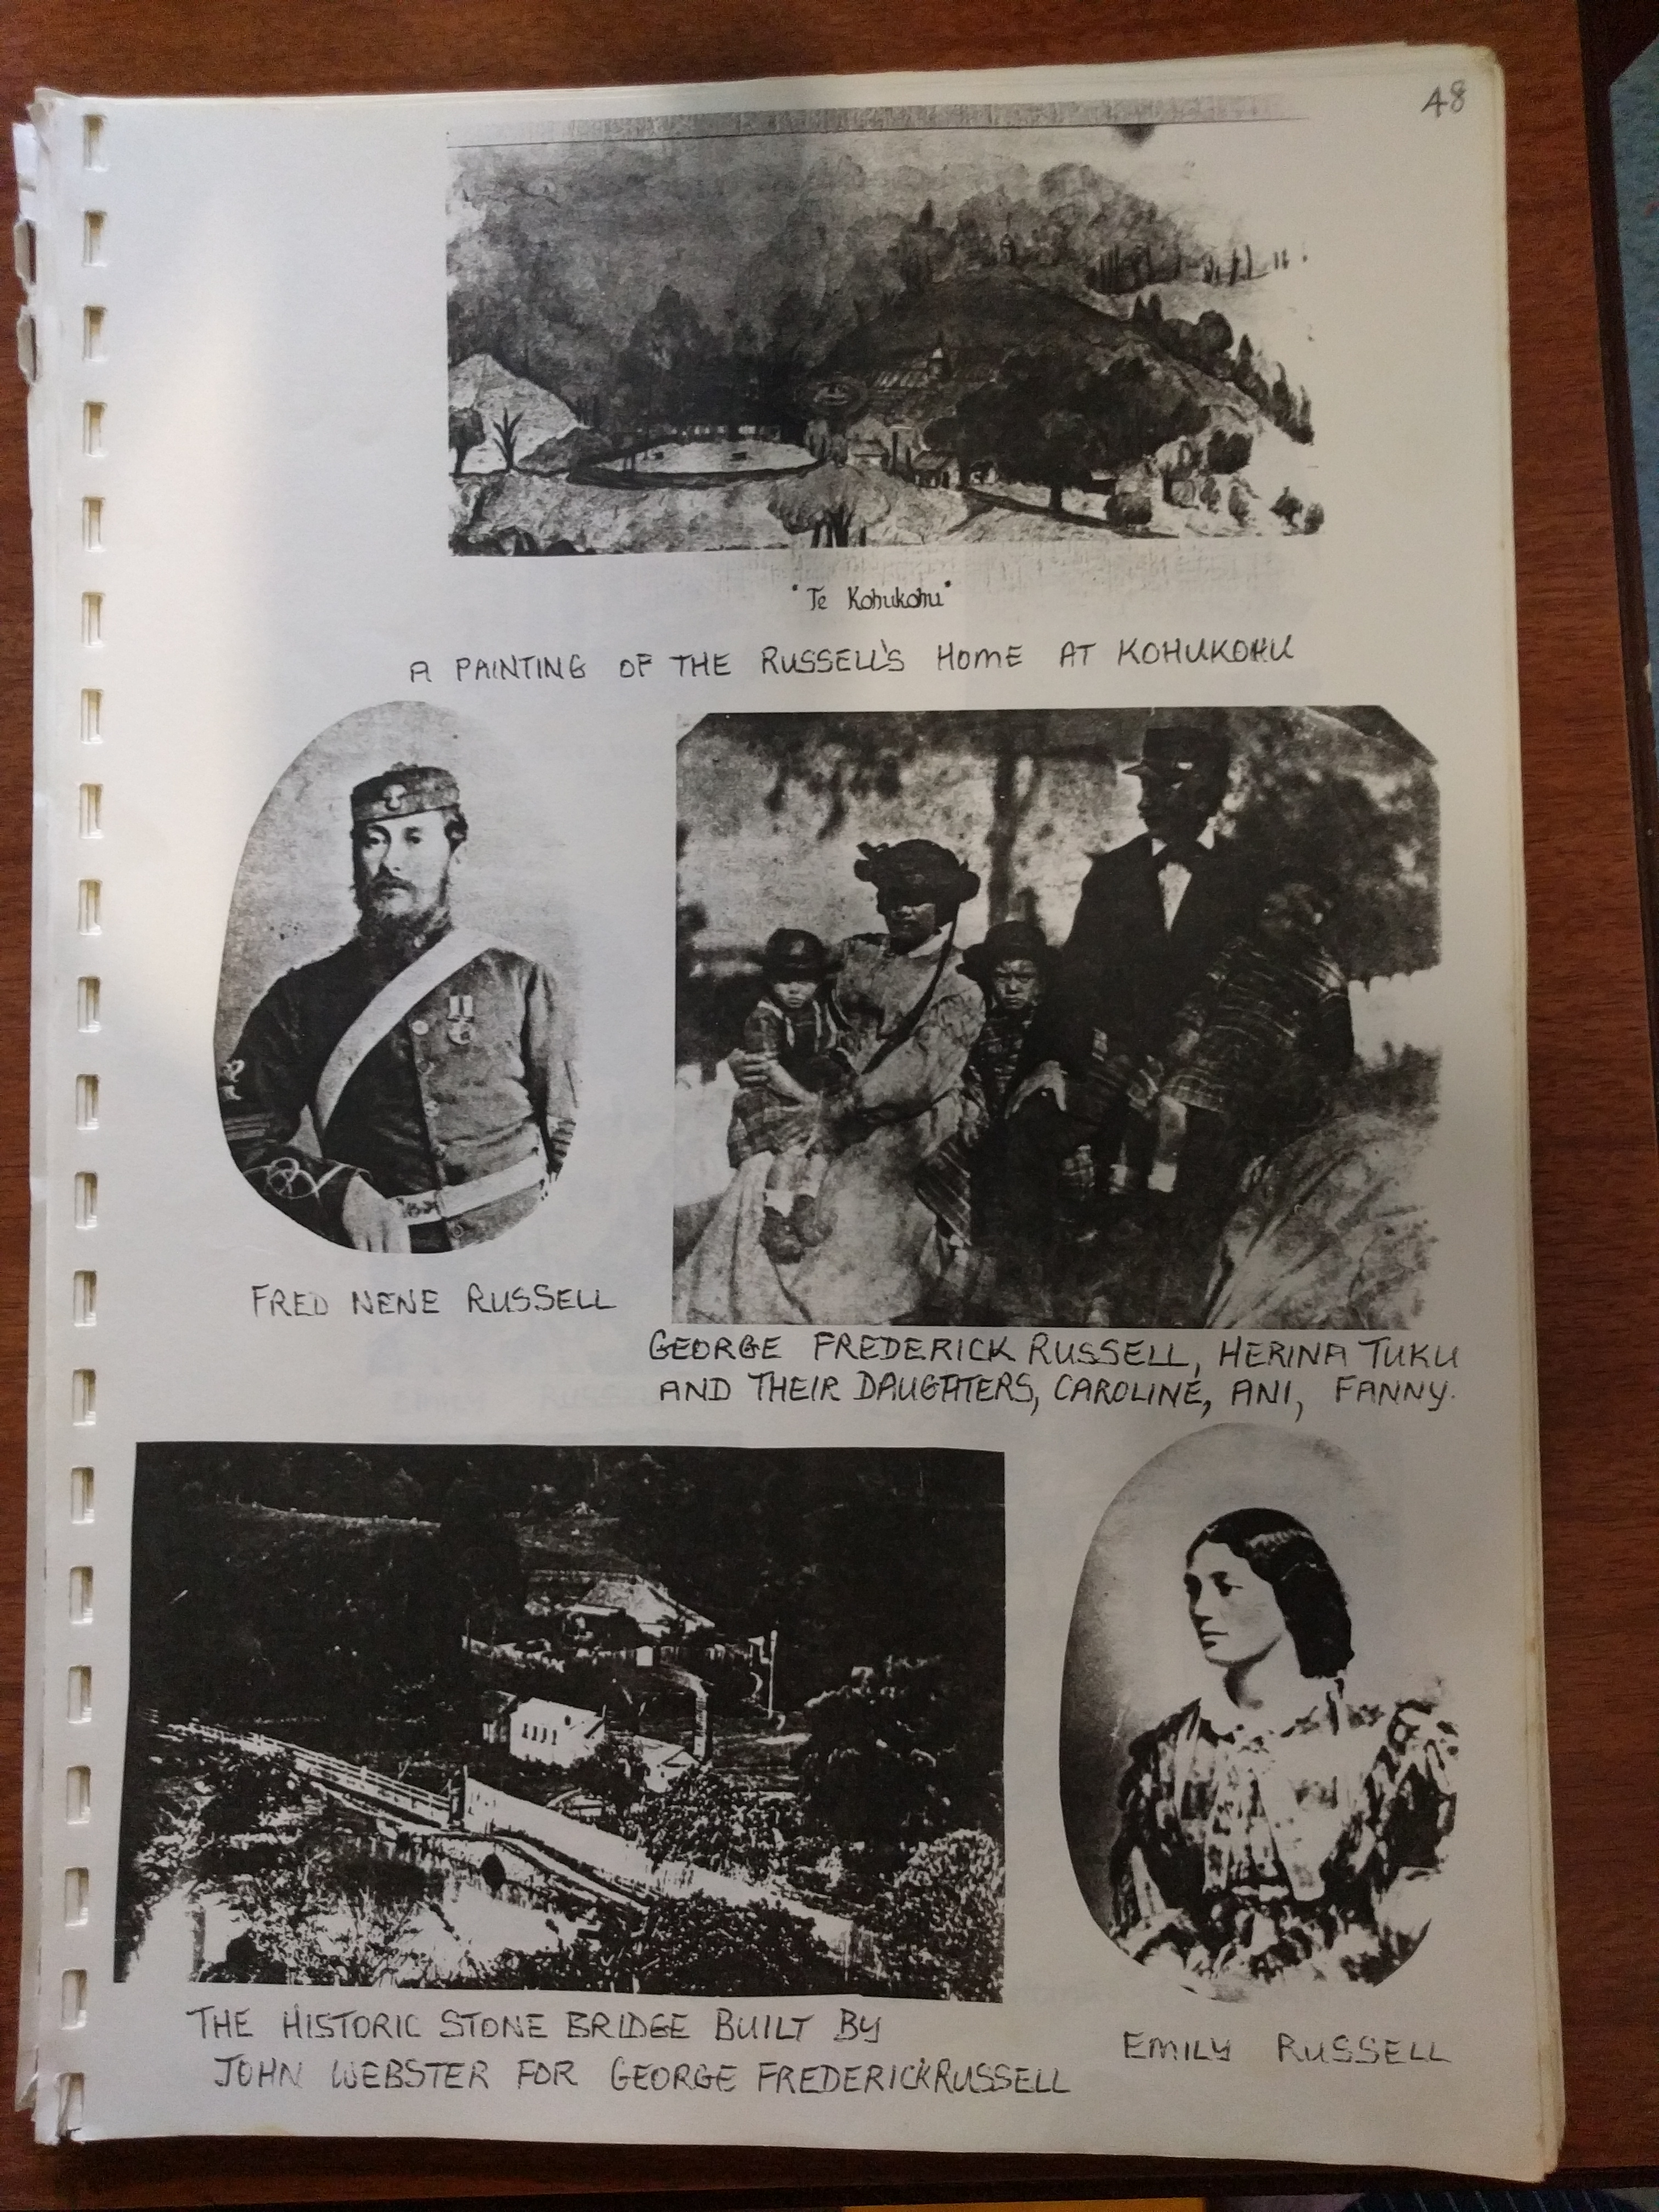 48
"Te Kohukohu"
A PAINTING OF THE RUSSELL'S HOME AT KOHUKOHU
FRED NENE RUSSELL
GEORGE FREDERICK RUSSELL, HERINA TUKU
AND THEIR DAUGHTERS, CAROLINE, ANI, FANNY.
THE HISTORIC STONE BRIDGE BUILT BY
JOHN WEBSTER FOR GEORGE FREDERICK RUSSELL
EMILY RUSSELL